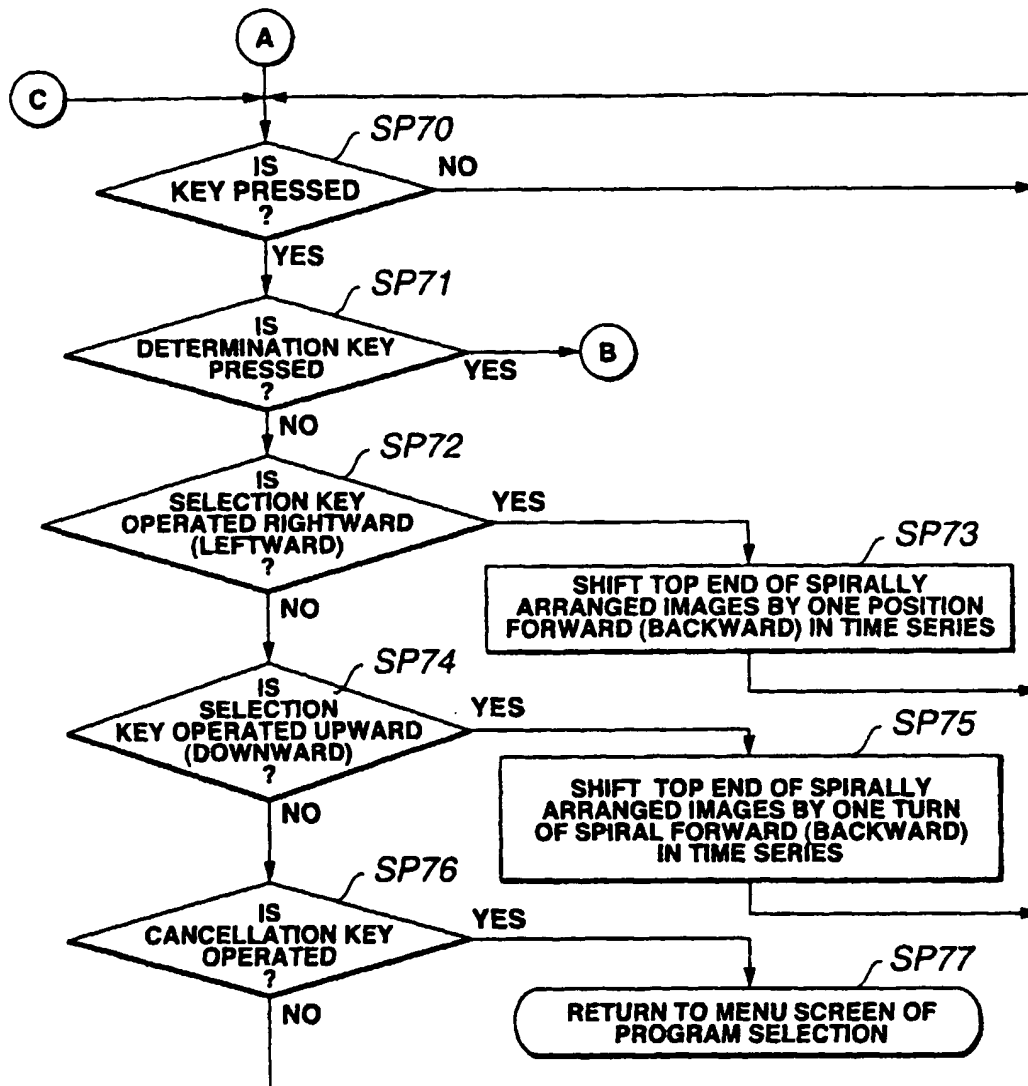 A
C
SP70
IS
KEY PRESSED
?
NO
YES
SP71
IS
DETERMINATION KEY
PRESSED
?
YES
B
NO
SP72
IS
SELECTION KEY
OPERATED RIGHTWARD
(LEFTWARD)
?
YES
NO
SP73
SHIFT TOP END OF SPIRALLY
ARRANGED IMAGES BY ONE POSITION
FORWARD (BACKWARD) IN TIME SERIES
SP74
IS
SELECTION
KEY OPERATED UPWARD
(DOWNWARD)
?
YES
NO
SP75
SHIFT TOP END OF SPIRALLY
ARRANGED IMAGES BY ONE TURN
OF SPIRAL FORWARD (BACKWARD)
IN TIME SERIES
SP76
IS
CANCELLATION KEY
OPERATED
?
YES
NO
SP77
RETURN TO MENU SCREEN OF
PROGRAM SELECTION